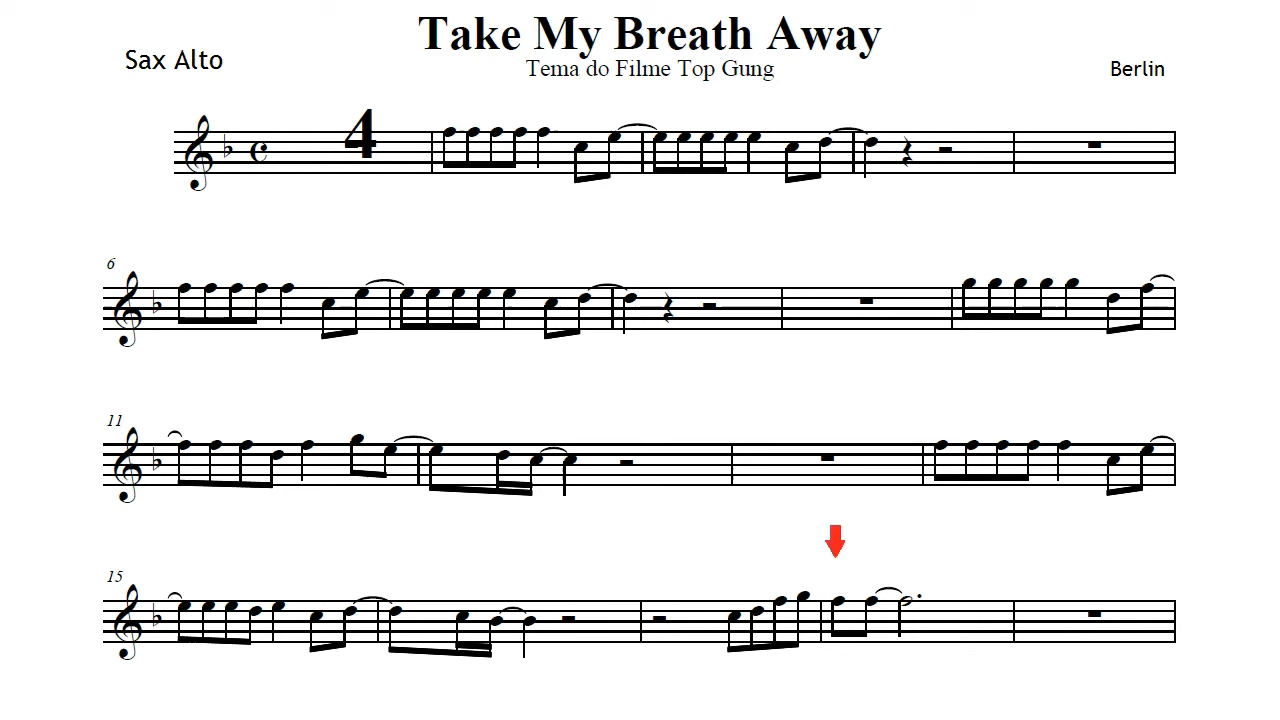 Take My Breath Away
Sax Alto
Tema do Filme Top Gung
Berlin
4
6
11
15